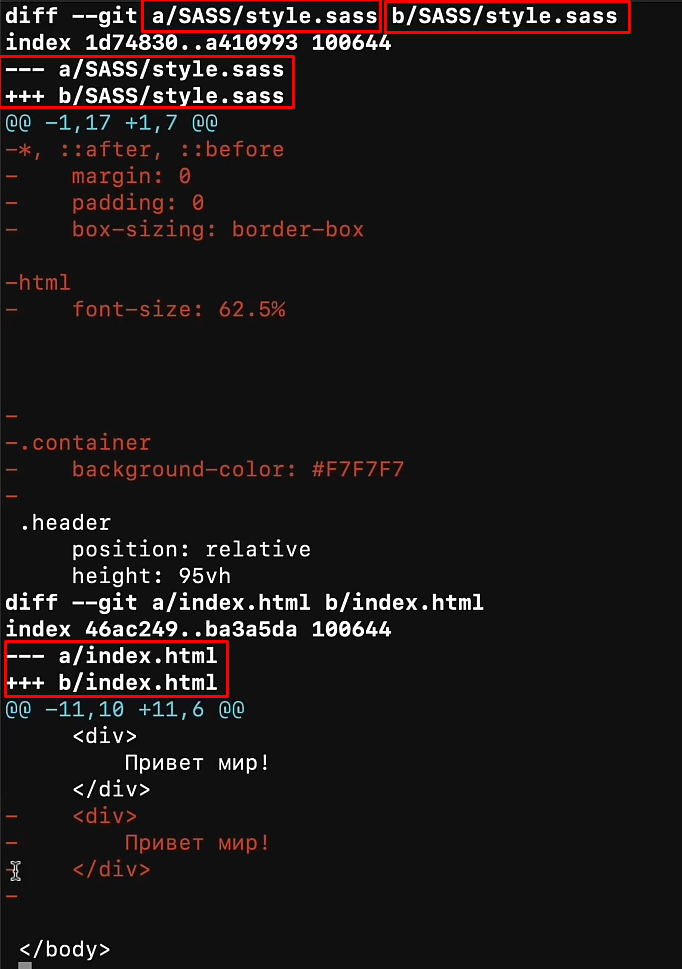 diff --git a/SASS/style.sass b/SASS/style.sass
index 1d74830..a410993 100644
--- a/SASS/style.sass
+++ b/SASS/style.sass
@@ -1,17 +1,7 @@
-*, ::after, ::before
-    margin: 0
-    padding: 0
-    box-sizing: border-box

-html
-    font-size: 62.5%

-
-.container
-    background-color: #F7F7F7
-
 .header
     position: relative
     height: 95vh
diff --git a/index.html b/index.html
index 46ac249..ba3a5da 100644
--- a/index.html
+++ b/index.html
@@ -11,10 +11,6 @@
     <div>
         Привет мир!
     </div>
-    <div>
-        Привет мир!
-    </div>
-

 </body>